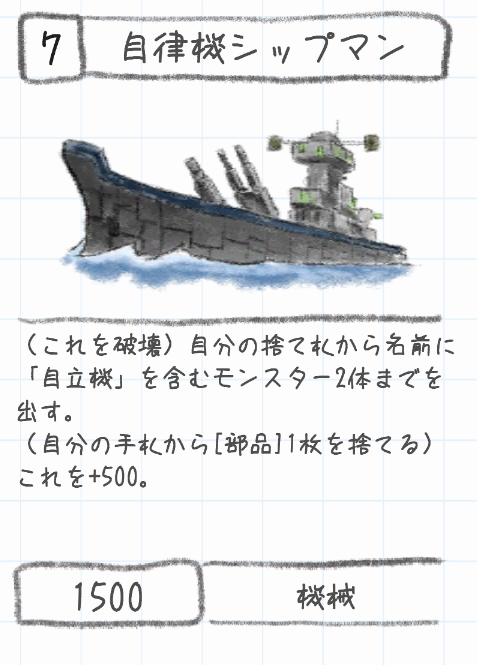 7 自律機シップマン
（これを破壊）自分の捨て札から名前に
「自立機」を含むモンスター2体までを
出す。
（自分の手札から[部品]1枚を捨てる）
これを+500。
1500 機械